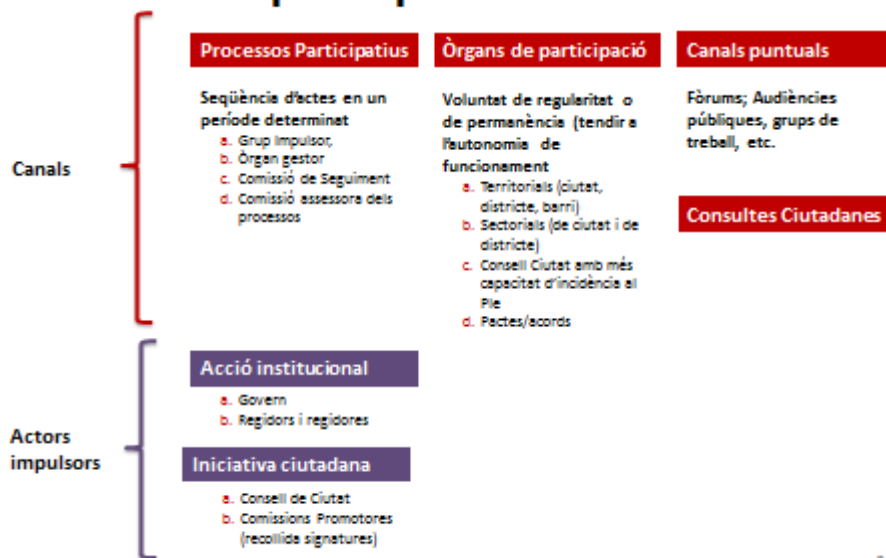 Canals
Processos Participatius
Seqüència d'actes en un
període determinat
a. Grup Impulsor,
b. Òrgan gestor
c. Comissió de Seguiment
d. Comissió assessora dels
processos
Òrgans de participació
Voluntat de regularitat o
de permanència (tendir a
l'autonomia de
funcionament
a. Territorials (ciutat,
districte, barri)
b. Sectorials (de ciutat i de
districte)
c. Consell Ciutat amb més
capacitat d'incidència al
Ple
d. Pactes/acords
Canals puntuals
Fòrums; Audiències
públiques, grups de
treball, etc.
Consultes Ciutadanes
Actors
impulsors
Acció institucional
a. Govern
b. Regidors i regidores
Iniciativa ciutadana
a. Consell de Ciutat
b. Comissions Promotores
(recollida signatures)